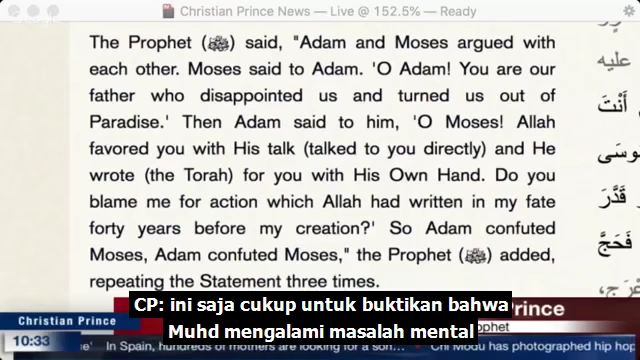 Christian Prince News — Live @ 152.5% — Ready
The Prophet (ﷺ) said, "Adam and Moses argued with
each other. Moses said to Adam. 'O Adam! You are our
father who disappointed us and turned us out of
Paradise.' Then Adam said to him, 'O Moses! Allah
favored you with His talk (talked to you directly) and He
wrote (the Torah) for you with His Own Hand. Do you
blame me for action which Allah had written in my fate
forty years before my creation?' So Adam confuted
Moses, Adam confuted Moses," the Prophet (ﷺ) added,
repeating the Statement three times.
عليه
أَنْتَ
قَدَّرَ
فَحَجَّ
CP: ini saja cukup untuk buktikan bahwa
Muhd mengalami masalah mental
Christian Prince
Prince
10:33
In Spain, hundreds of mothers are looking for a son...
Chi Modu has photographed hip hop